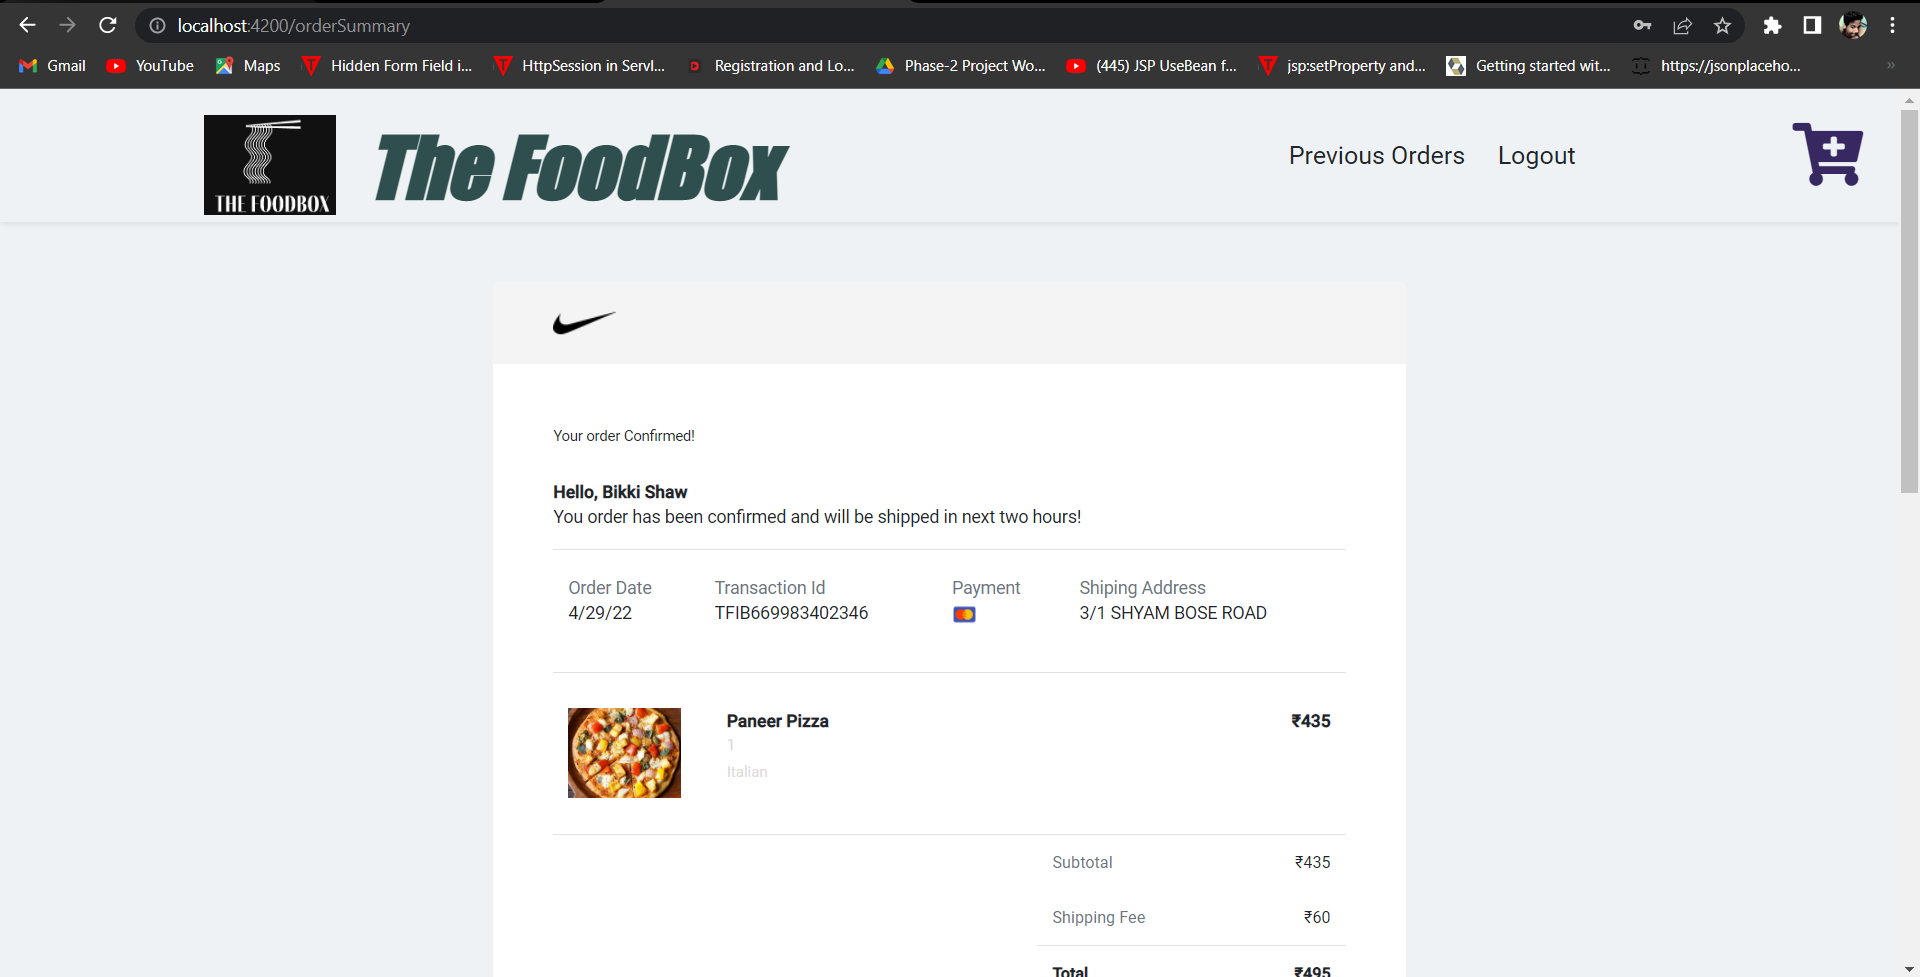 localhost:4200/orderSummary
Gmail YouTube Maps Hidden Form Field i... HttpSession in Servl... Registration and Lo... Phase-2 Project Wo... (445) JSP UseBean f... jsp:setProperty and... Getting started wit... https://jsonplaceho... »
THE FOODBOX
The FoodBox
Previous Orders Logout
Your order Confirmed!
Hello, Bikki Shaw
You order has been confirmed and will be shipped in next two hours!
Order Date Transaction Id Payment Shiping Address
4/29/22 TFIB669983402346 3/1 SHYAM BOSE ROAD
Paneer Pizza ₹435
1
Italian
Subtotal ₹435
Shipping Fee ₹60
Total ₹495